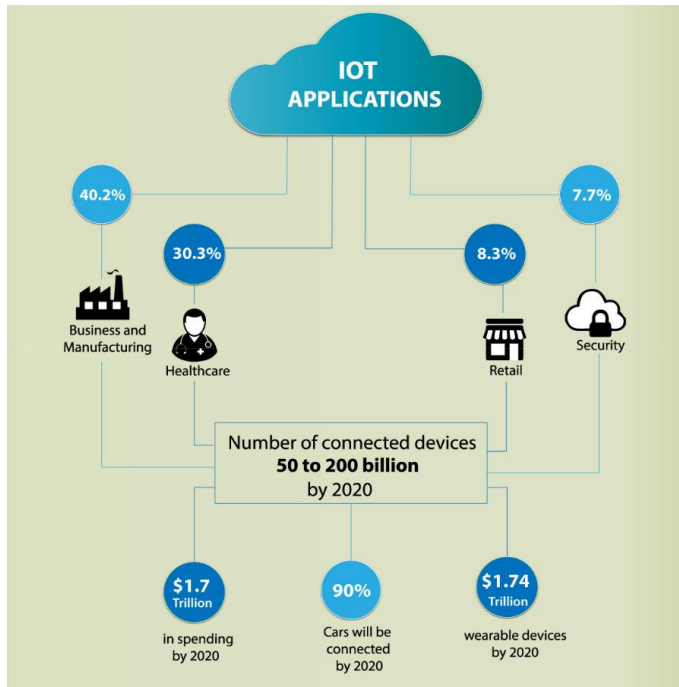 IOT
APPLICATIONS
40.2%
7.7%
30.3%
8.3%
Business and
Manufacturing
Healthcare
Retail
Security
Number of connected devices
50 to 200 billion
by 2020
$1.7
Trillion
in spending
by 2020
90%
Cars will be
connected
by 2020
$1.74
Trillion
wearable devices
by 2020